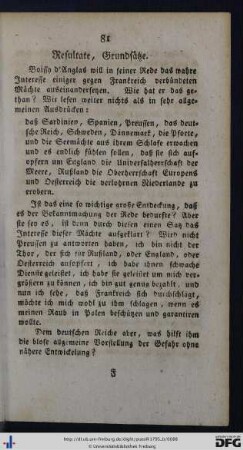 81
Resultate, Grundsätze.
Boissy d'Anglas will in seiner Rede das wahre
Interesse einiger gegen Frankreich verbündeten
Mächte auseinandersetzen. Wie hat er das ge-
than? Wir lesen weiter nichts als in sehr allge-
meinen Ausdrücken:
daß Sardinien, Spanien, Preussen, das deut-
sche Reich, Schweden, Dännemark, die Pforte,
und die Seemächte aus ihrem Schlafe erwachen
und es endlich fühlen sollen, daß sie sich auf-
opfern um England die Universalherrschaft der
Meere, Rußland die Oberherrschaft Europens
und Oesterreich die verlohrnen Niederlande zu
erobern.
Ist das eine so wichtige große Entdeckung, daß
es der Bekanntmachung der Rede bedurfte? Aber
sie sey es, ist denn durch diesen einen Satz das
Interesse dieser Mächte aufgeklärt? Wird nicht
Preussen zu antworten haben, ich bin nicht der
Thor, der sich für Rußland, oder England, oder
Oesterreich aufopfert, ich habe ihnen schwache
Dienste geleistet, ich habe sie geleistet um mich ver-
größern zu können, ich bin gut genug bezahlt, und
nun ich sehe, daß Frankreich sich durchschlägt,
möchte ich mich wohl zu ihm schlagen, wenn es
meinen Raub in Polen beschützen und garantiren
wollte.
Dem deutschen Reiche aber, was hilft ihm
die blose allgemeine Vorstellung der Gefahr ohne
nähere Entwickelung?
F
© Universitätsbibliothek Freiburg
Gefördert durch die
DFG